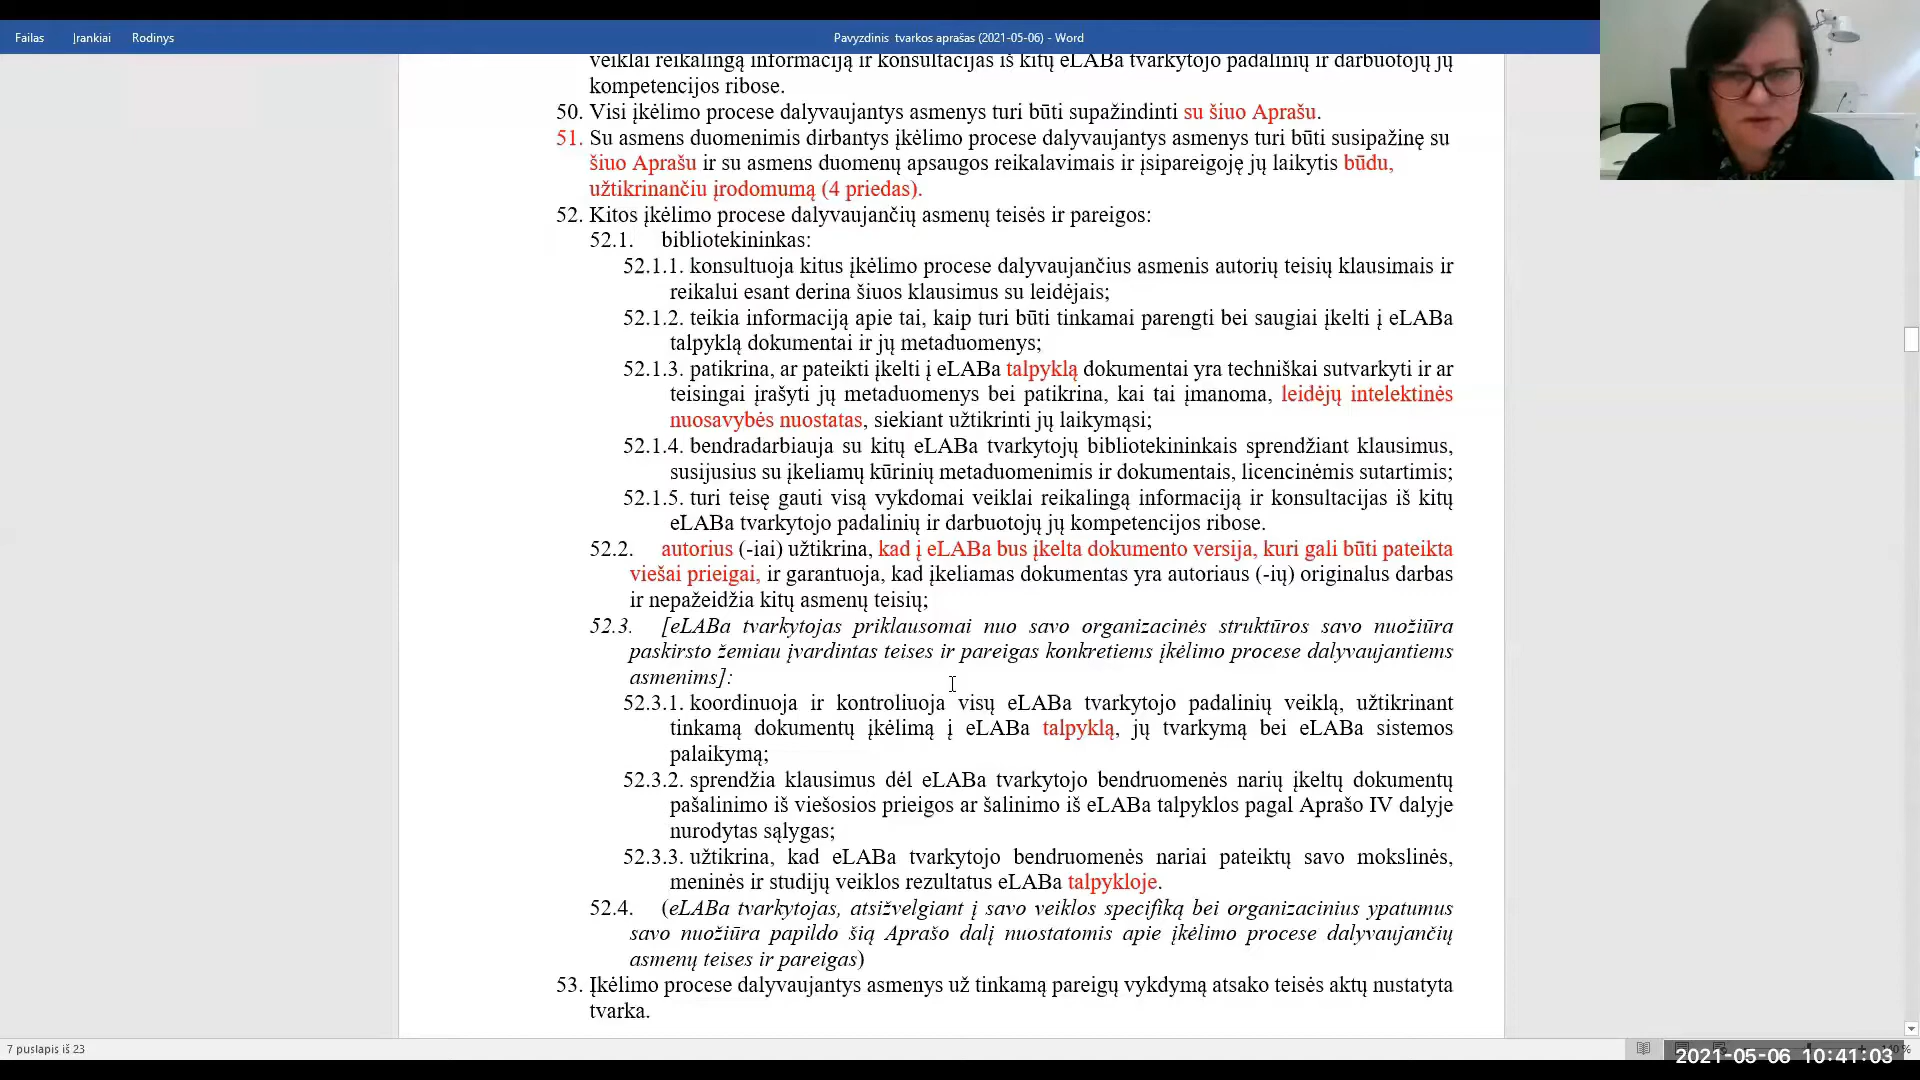 Failas Įrankiai Rodinys Pavyzdinis tvarkos aprašas (2021-05-06) - Word
veiklai reikalingą informaciją ir konsultacijas iš kitų eLABa tvarkytojo padalinių ir darbuotojų jų
kompetencijos ribose.
50. Visi įkėlimo procese dalyvaujantys asmenys turi būti supažindinti su šiuo Aprašu.
51. Su asmens duomenimis dirbantys įkėlimo procese dalyvaujantys asmenys turi būti susipažinę su
šiuo Aprašu ir su asmens duomenų apsaugos reikalavimais ir įsipareigoję jų laikytis būdu,
užtikrinančiu įrodomumą (4 priedas).
52. Kitos įkėlimo procese dalyvaujančių asmenų teisės ir pareigos:
52.1. bibliotekininkas:
52.1.1. konsultuoja kitus įkėlimo procese dalyvaujančius asmenis autorių teisių klausimais ir
reikalui esant derina šiuos klausimus su leidėjais;
52.1.2. teikia informaciją apie tai, kaip turi būti tinkamai parengti bei saugiai įkelti į eLABa
talpyklą dokumentai ir jų metaduomenys;
52.1.3. patikrina, ar pateikti įkelti į eLABa talpyklą dokumentai yra techniškai sutvarkyti ir ar
teisingai įrašyti jų metaduomenys bei patikrina, kai tai įmanoma, leidėjų intelektinės
nuosavybės nuostatas, siekiant užtikrinti jų laikymąsi;
52.1.4. bendradarbiauja su kitų eLABa tvarkytojų bibliotekininkais sprendžiant klausimus,
susijusius su įkeliamų kūrinių metaduomenimis ir dokumentais, licencinėmis sutartimis;
52.1.5. turi teisę gauti visą vykdomai veiklai reikalingą informaciją ir konsultacijas iš kitų
eLABa tvarkytojo padalinių ir darbuotojų jų kompetencijos ribose.
52.2. autorius (-iai) užtikrina, kad į eLABa bus įkelta dokumento versija, kuri gali būti pateikta
viešai prieigai, ir garantuoja, kad įkeliamas dokumentas yra autoriaus (-ių) originalus darbas
ir nepažeidžia kitų asmenų teisių;
52.3. [eLABa tvarkytojas priklausomai nuo savo organizacinės struktūros savo nuožiūra
paskirsto žemiau įvardintas teises ir pareigas konkretiems įkėlimo procese dalyvaujantiems
asmenims]:
52.3.1. koordinuoja ir kontroliuoja visų eLABa tvarkytojo padalinių veiklą, užtikrinant
tinkamą dokumentų įkėlimą į eLABa talpyklą, jų tvarkymą bei eLABa sistemos
palaikymą;
52.3.2. sprendžia klausimus dėl eLABa tvarkytojo bendruomenės narių įkeltų dokumentų
pašalinimo iš viešosios prieigos ar šalinimo iš eLABa talpyklos pagal Aprašo IV dalyje
nurodytas sąlygas;
52.3.3. užtikrina, kad eLABa tvarkytojo bendruomenės nariai pateiktų savo mokslinės,
meninės ir studijų veiklos rezultatus eLABa talpykloje.
52.4. (eLABa tvarkytojas, atsižvelgiant į savo veiklos specifiką bei organizacinius ypatumus
savo nuožiūra papildo šią Aprašo dalį nuostatomis apie įkėlimo procese dalyvaujančių
asmenų teises ir pareigas)
53. Įkėlimo procese dalyvaujantys asmenys už tinkamą pareigų vykdymą atsako teisės aktų nustatyta
tvarka.
7 puslapis iš 23
2021-05-06 10:41:03